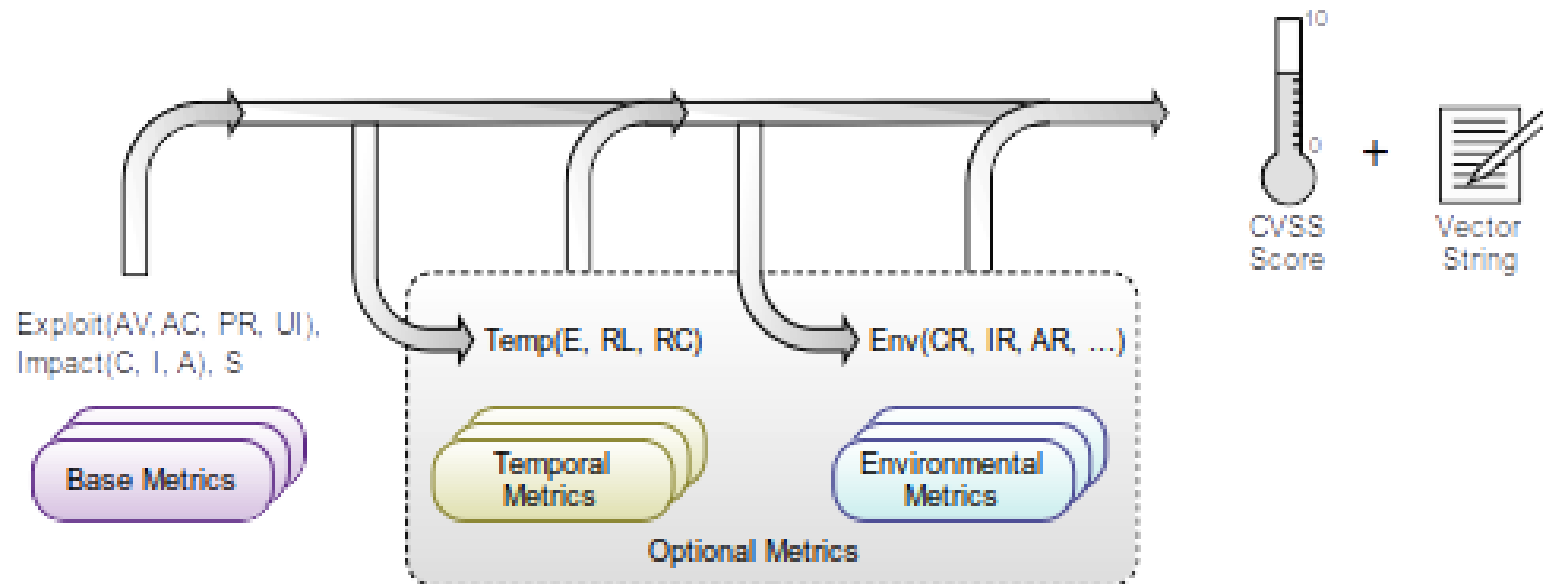 10
0
+
CVSS
Score
Vector
String
Exploit(AV, AC, PR, UI),
Impact(C, I, A), S
Temp(E, RL, RC)
Env(CR, IR, AR, …)
Base Metrics
Temporal
Metrics
Environmental
Metrics
Optional Metrics